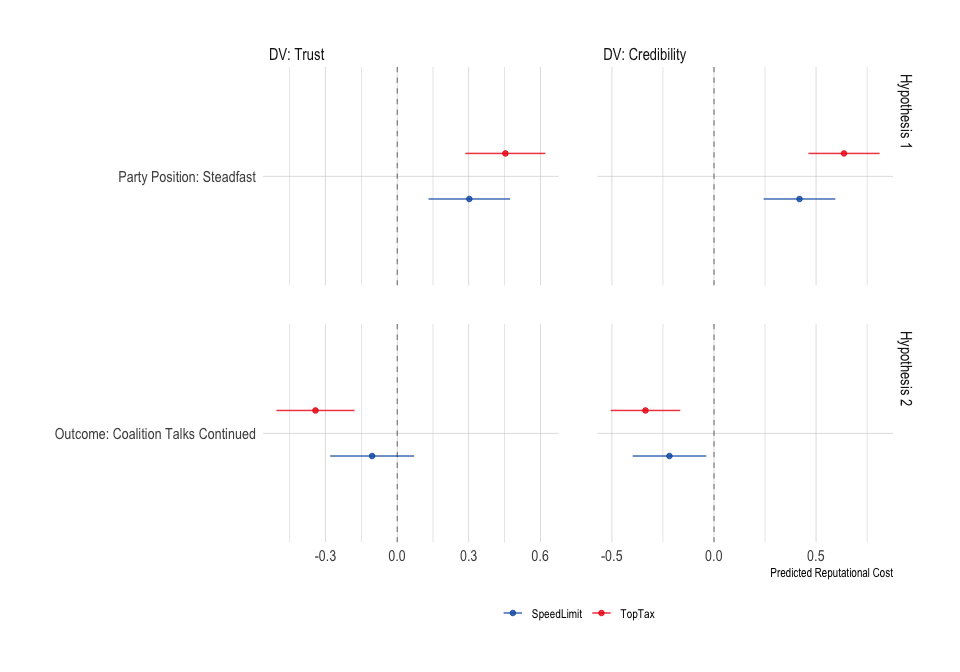 DV: Trust
DV: Credibility
Hypothesis 1
Party Position: Steadfast
Hypothesis 2
Outcome: Coalition Talks Continued
-0.3 0.0 0.3 0.6
-0.5 0.0 0.5
Predicted Reputational Cost
SpeedLimit TopTax